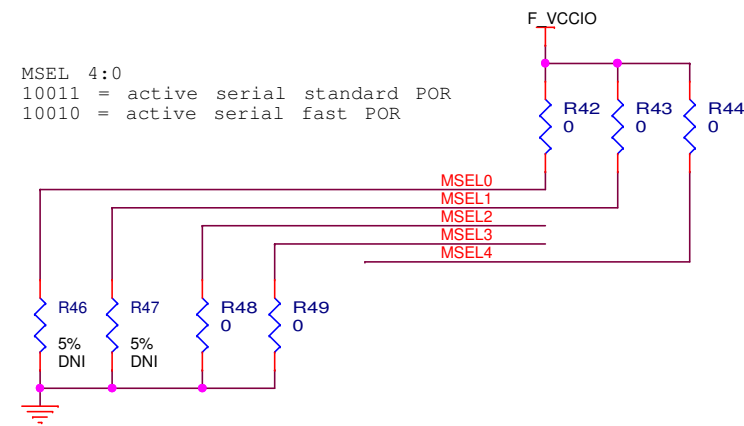 F_VCCIO
MSEL 4:0
10011 = active serial standard POR
10010 = active serial fast POR
R42
0
R43
0
R44
0
MSEL0
MSEL1
MSEL2
MSEL3
MSEL4
R46
5%
DNI
R47
5%
DNI
R48
0
R49
0